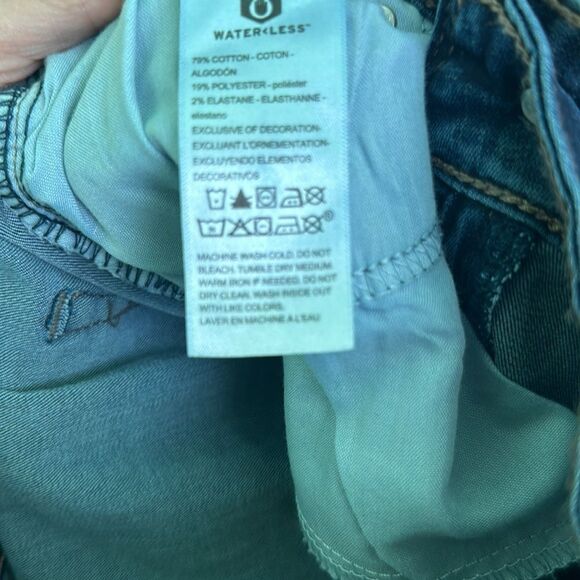 WATER<LESS™
79% COTTON - COTON -
ALGODÓN
19% POLYESTER - poliéster
2% ELASTANE - ELASTHANNE -
elastano
EXCLUSIVE OF DECORATION-
EXCLUANT L'ORNEMENTATION-
EXCLUYENDO ELEMENTOS
DECORATIVOS
MACHINE WASH COLD. DO NOT
BLEACH. TUMBLE DRY MEDIUM.
WARM IRON IF NEEDED. DO NOT
DRY CLEAN. WASH INSIDE OUT
WITH LIKE COLORS.
LAVER EN MACHINE A L'EAU